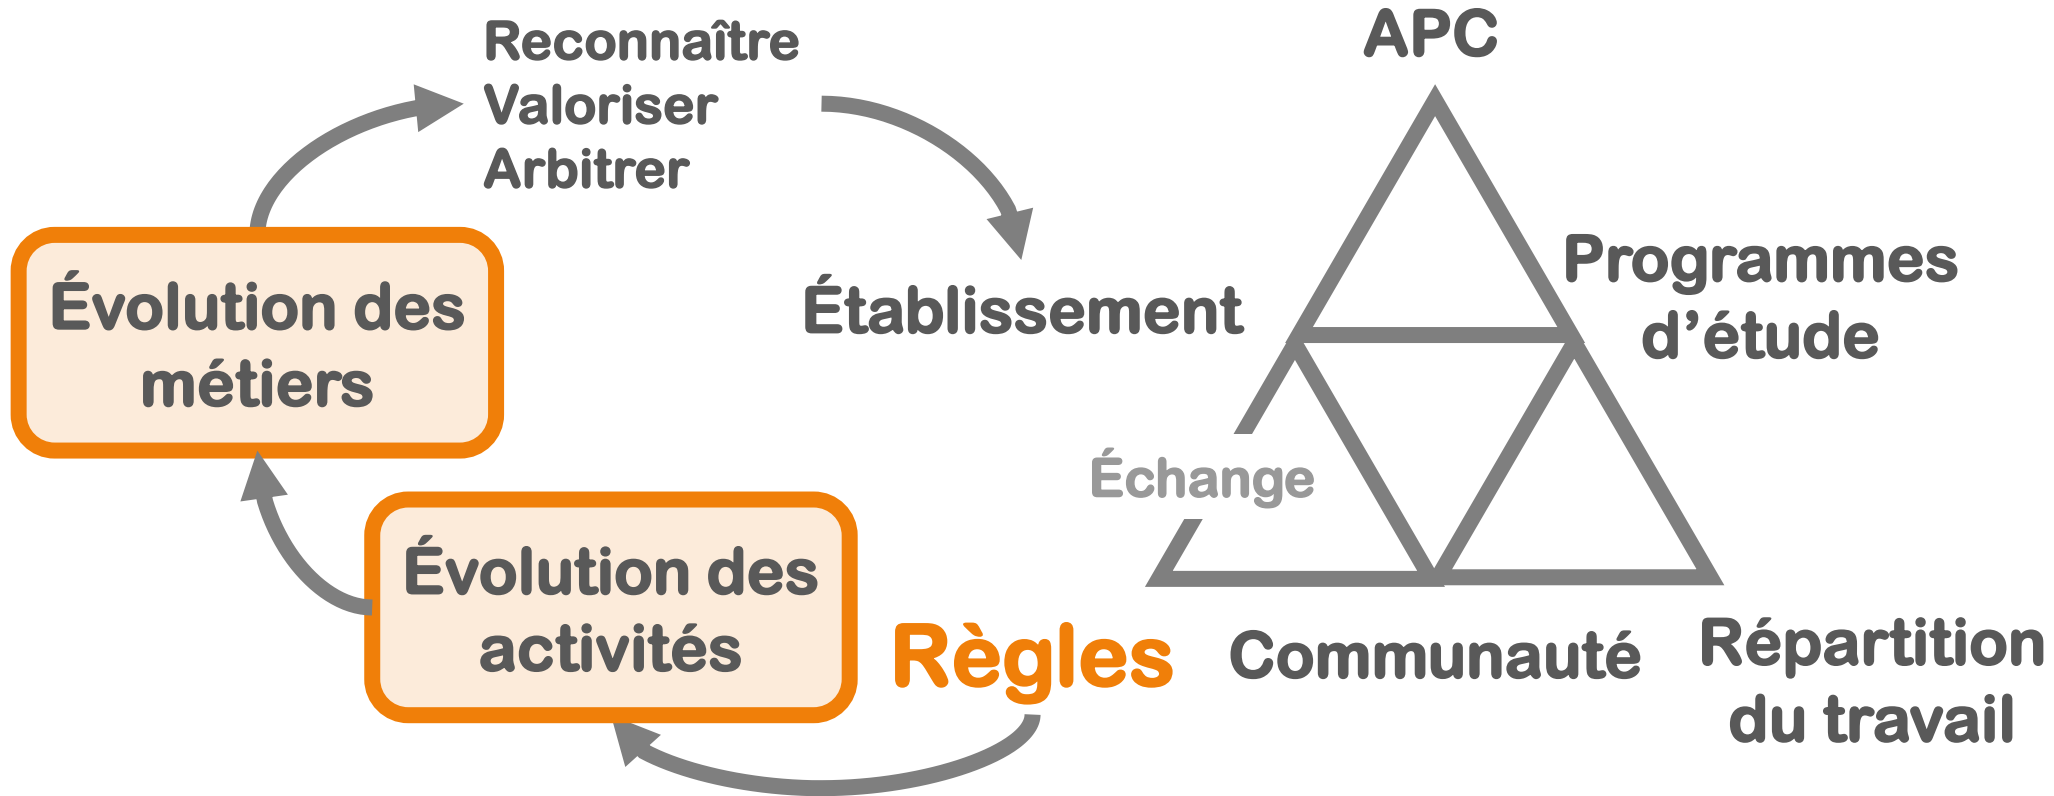 Reconnaître
Valoriser
Arbitrer
APC
Évolution des
métiers
Établissement
Programmes
d’étude
Échange
Évolution des
activités
Règles
Communauté
Répartition
du travail